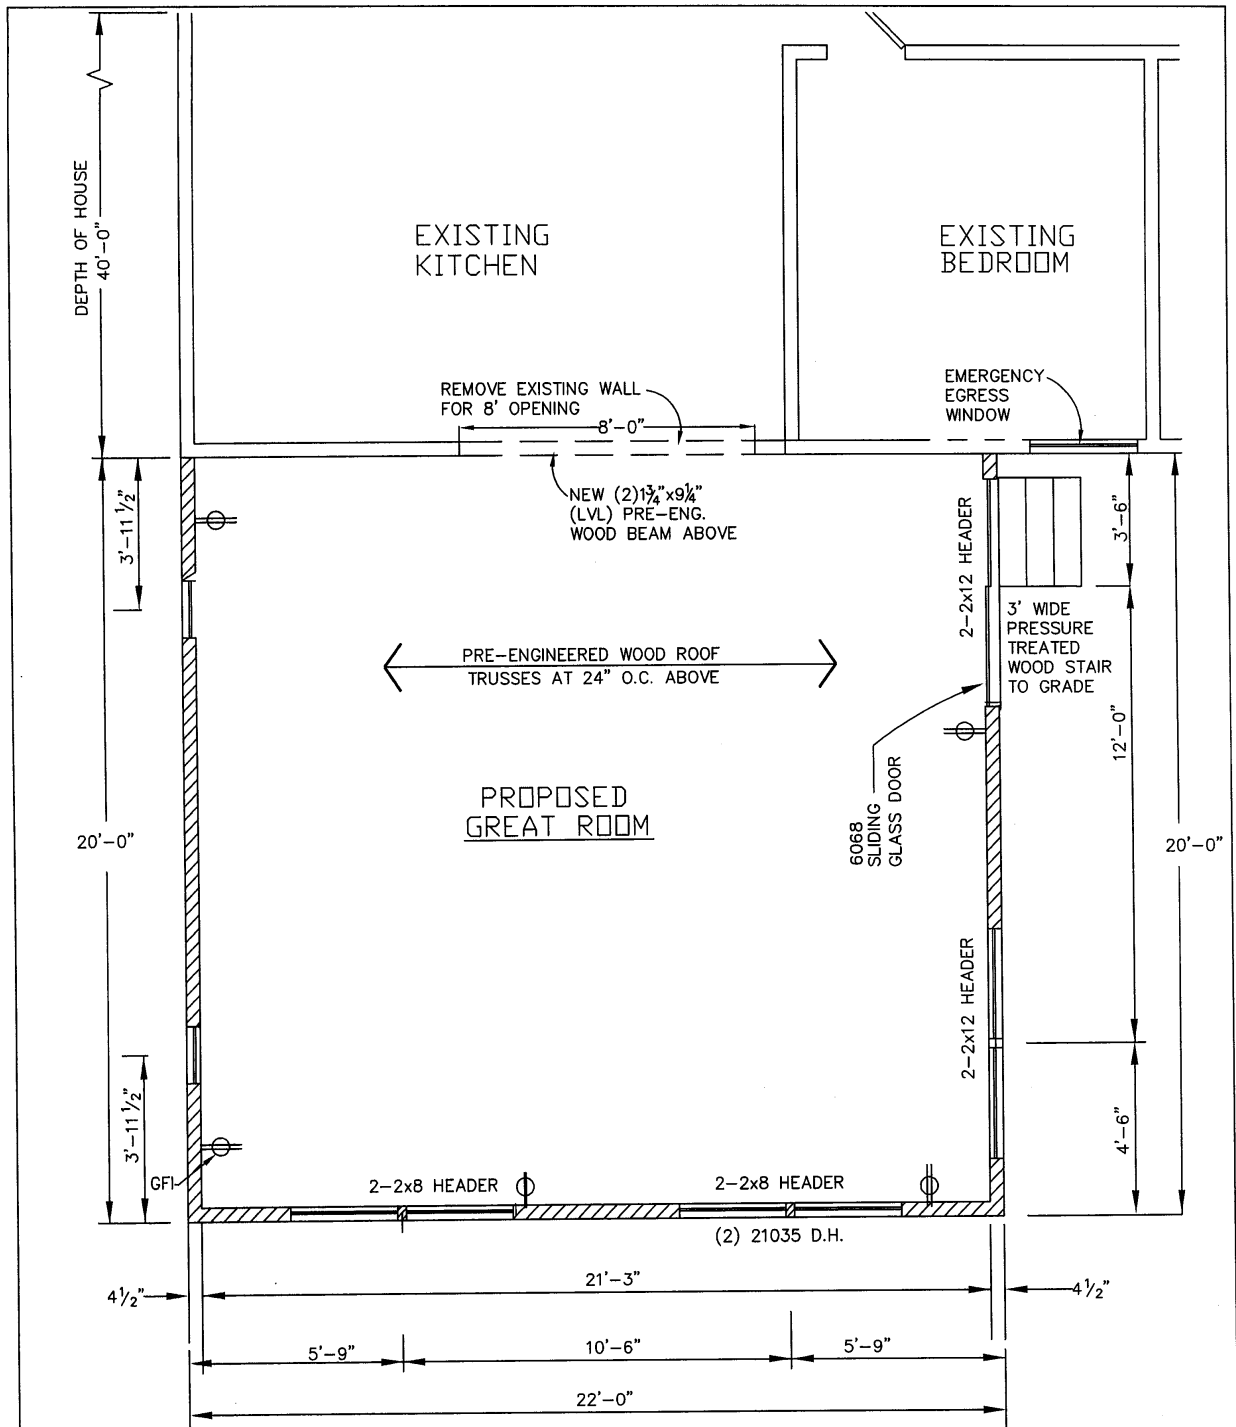 DEPTH OF HOUSE
40'-0"
EXISTING
KITCHEN
EXISTING
BEDROOM
REMOVE EXISTING WALL
FOR 8' OPENING
8'-0"
EMERGENCY
EGRESS
WINDOW
NEW (2)1¾"x9¼"
(LVL) PRE-ENG.
WOOD BEAM ABOVE
3'-11½"
2-2x12 HEADER
3'-6"
3' WIDE
PRESSURE
TREATED
WOOD STAIR
TO GRADE
PRE-ENGINEERED WOOD ROOF
TRUSSES AT 24" O.C. ABOVE
12'-0"
6068
SLIDING
GLASS DOOR
PROPOSED
GREAT ROOM
20'-0"
20'-0"
2-2x12 HEADER
3'-11½"
4'-6"
GFI
2-2x8 HEADER
2-2x8 HEADER
(2) 21035 D.H.
4½"
21'-3"
4½"
5'-9"
10'-6"
5'-9"
22'-0"